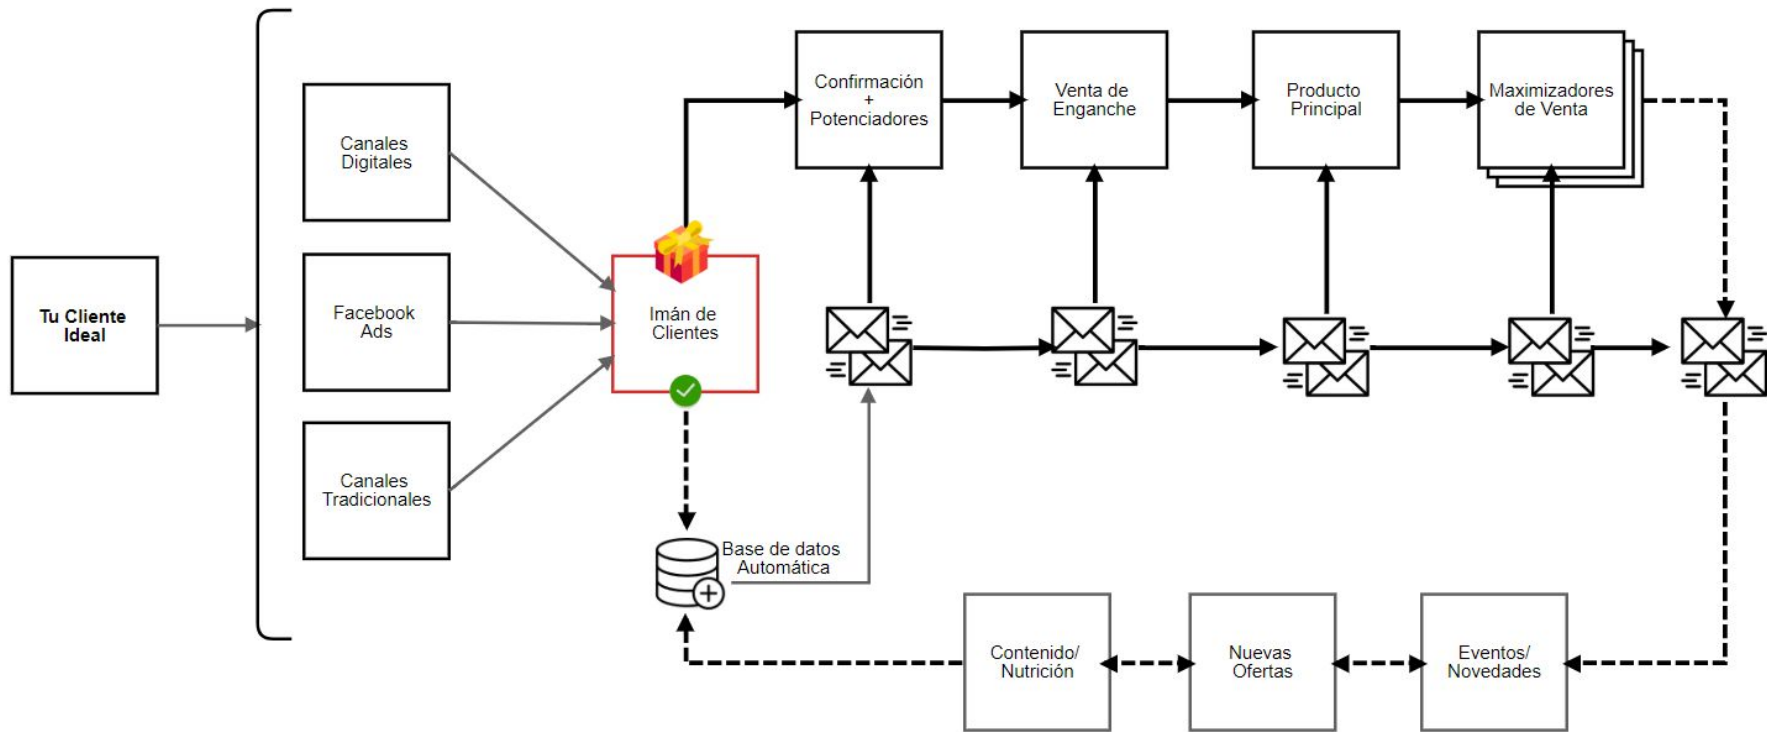 Tu Cliente
Ideal
Canales
Digitales
Facebook
Ads
Canales
Tradicionales
Imán de
Clientes
Base de datos
Automática
Confirmación
+
Potenciadores
Venta de
Enganche
Producto
Principal
Maximizadores
de Venta
Contenido/
Nutrición
Nuevas
Ofertas
Eventos/
Novedades